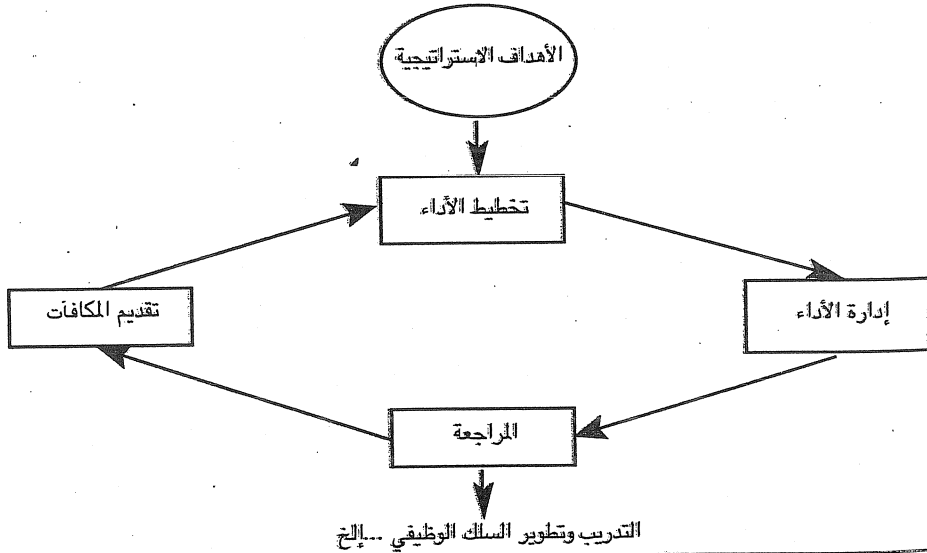 الأهداف الاستراتيجية
تخطيط الأداء
إدارة الأداء
تقديم المكافآت
المراجعة
التدريب وتطوير السلك الوظيفي ...إلخ